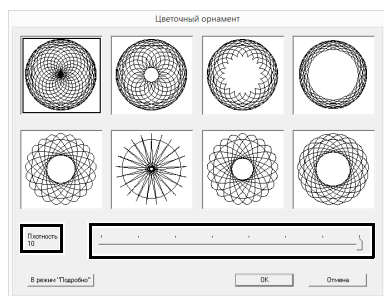 Цветочный орнамент
Плотность
10
В режим "Подробно"
OK
Отмена